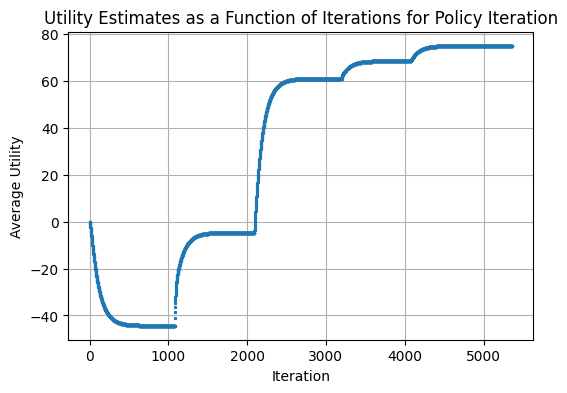 Utility Estimates as a Function of Iterations for Policy Iteration
80
60
40
20
0
−20
−40
Average Utility
0 1000 2000 3000 4000 5000
Iteration